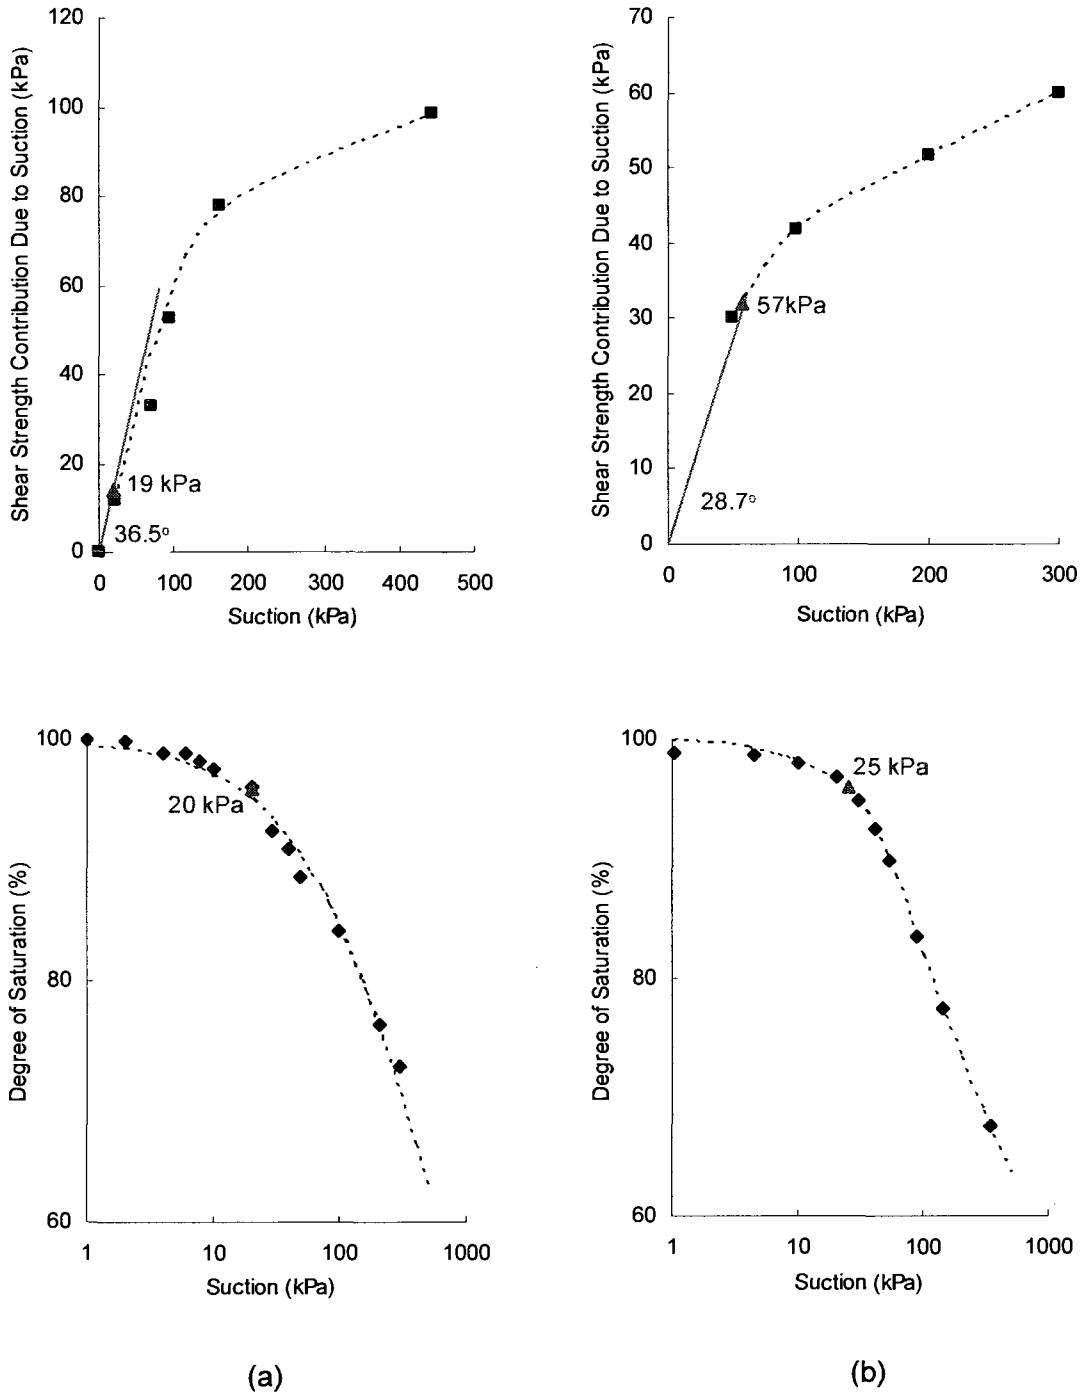 Shear Strength Contribution Due to Suction (kPa)
120
100
80
60
40
20
0
19 kPa
36.5°
0 100 200 300 400 500
Suction (kPa)
Shear Strength Contribution Due to Suction (kPa)
70
60
50
40
30
20
10
0
57kPa
28.7°
0 100 200 300
Suction (kPa)
Degree of Saturation (%)
100
80
60
20 kPa
1 10 100 1000
Suction (kPa)
Degree of Saturation (%)
100
80
60
25 kPa
1 10 100 1000
Suction (kPa)
(a)
(b)